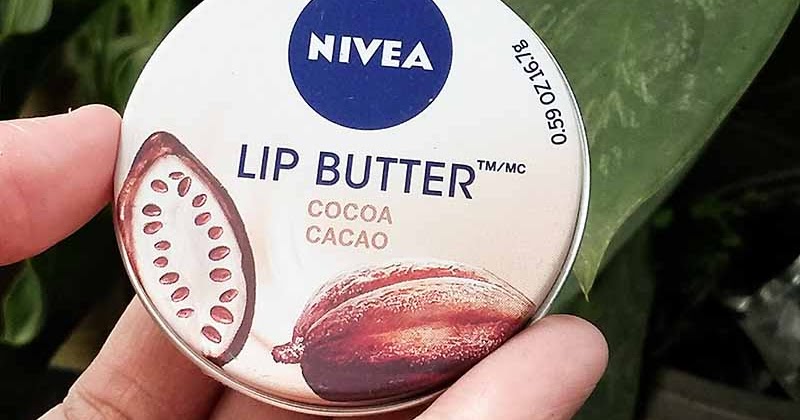 NIVEA
0.59 OZ 16.7g
LIP BUTTER™/MC
COCOA
CACAO